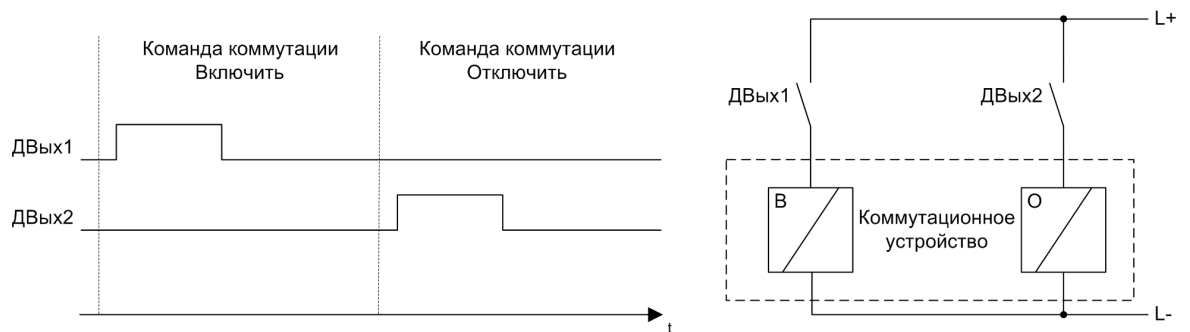 Команда коммутации
Включить
Команда коммутации
Отключить
ДВых1
ДВых2
t
L+
ДВых1
ДВых2
В
О
Коммутационное
устройство
L-